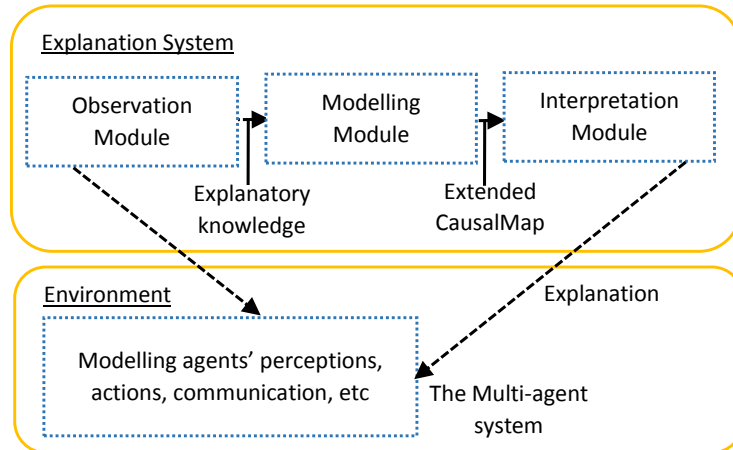 Explanation System
Observation
Module
Modelling
Module
Interpretation
Module
Explanatory
knowledge
Extended
CausalMap
Environment
Explanation
Modelling agents’ perceptions,
actions, communication, etc
The Multi-agent
system